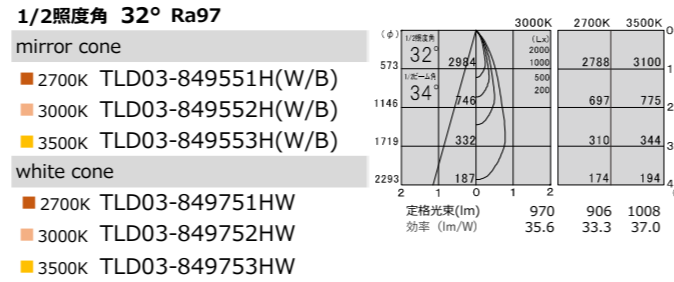 1/2照度角 32° Ra97
mirror cone
2700K TLD03-849551H(W/B)
3000K TLD03-849552H(W/B)
3500K TLD03-849553H(W/B)
white cone
2700K TLD03-849751HW
3000K TLD03-849752HW
3500K TLD03-849753HW
3000K 2700K 3500K
(φ) 1/2照度角 (Lx) 0
32° 2000
573 2984 1000 2788 3100 1
1/2ビーム角 500
34° 200
1146 746 697 775 2
1719 332 310 344 3
2293 187 174 194 4
2 1 0 1 2
定格光束(lm) 970 906 1008
効率 (lm/W) 35.6 33.3 37.0